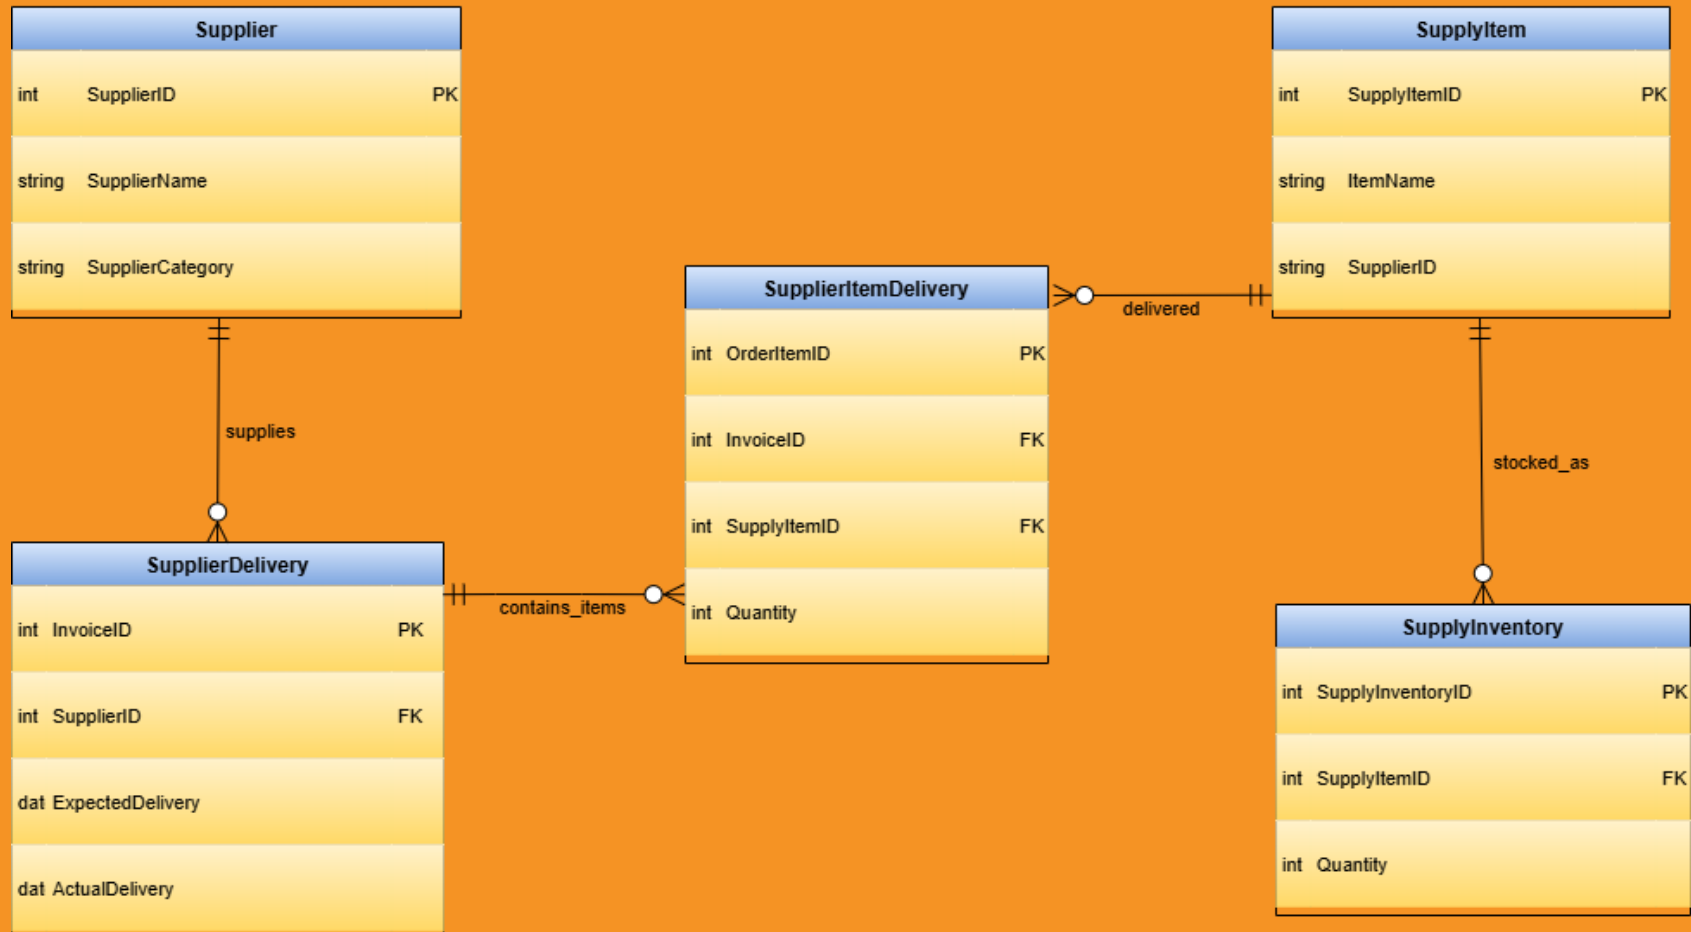 Supplier
int SupplierID PK
string SupplierName
string SupplierCategory
supplies
SupplierDelivery
int InvoiceID PK
int SupplierID FK
dat ExpectedDelivery
dat ActualDelivery
contains_items
SupplierItemDelivery
int OrderItemID PK
int InvoiceID FK
int SupplyItemID FK
int Quantity
delivered
SupplyItem
int SupplyItemID PK
string ItemName
string SupplierID
stocked_as
SupplyInventory
int SupplyInventoryID PK
int SupplyItemID FK
int Quantity